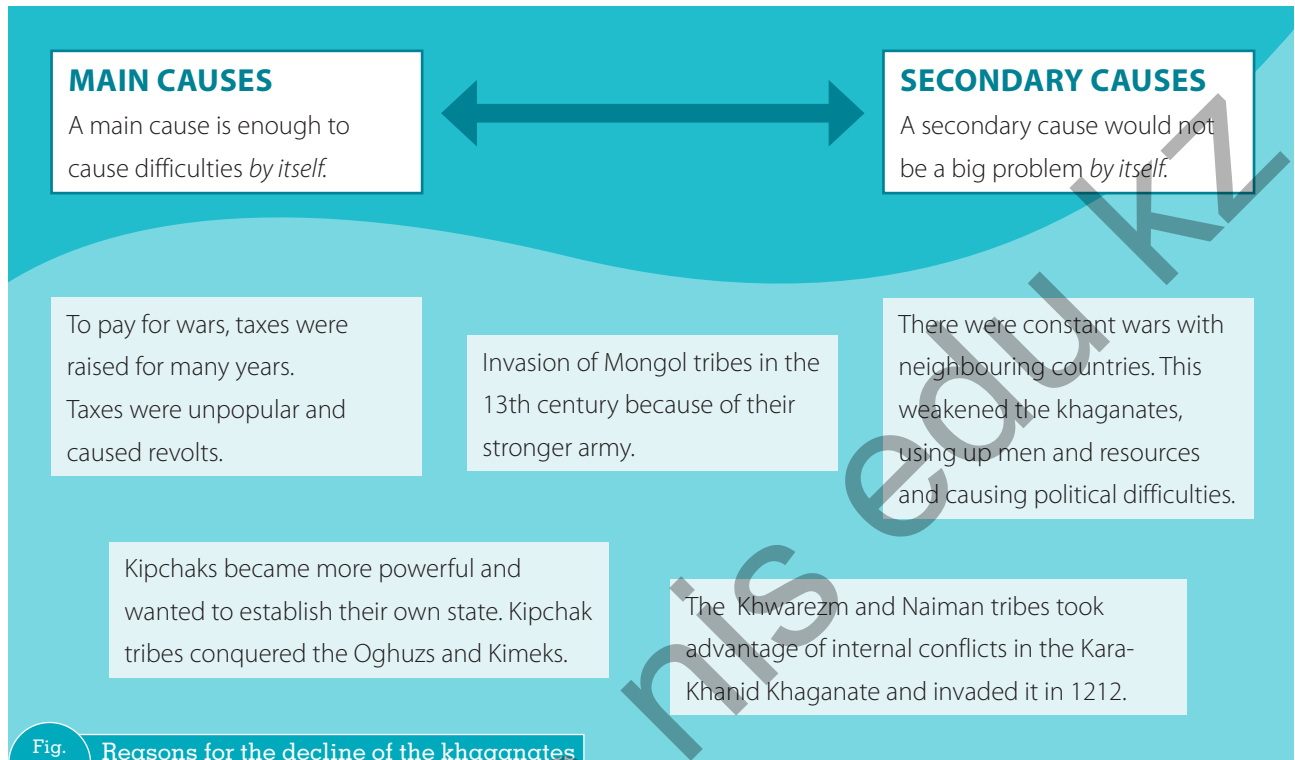 MAIN CAUSES
A main cause is enough to
cause difficulties by itself.
SECONDARY CAUSES
A secondary cause would not
be a big problem by itself.
To pay for wars, taxes were
raised for many years.
Taxes were unpopular and
caused revolts.
Invasion of Mongol tribes in the
13th century because of their
stronger army.
There were constant wars with
neighbouring countries. This
weakened the khaganates,
using up men and resources
and causing political difficulties.
Kipchaks became more powerful and
wanted to establish their own state. Kipchak
tribes conquered the Oghuzs and Kimeks.
The Khwarezm and Naiman tribes took
advantage of internal conflicts in the Kara-
Khanid Khaganate and invaded it in 1212.
Fig.
Reasons for the decline of the khaganates
nis edu kz